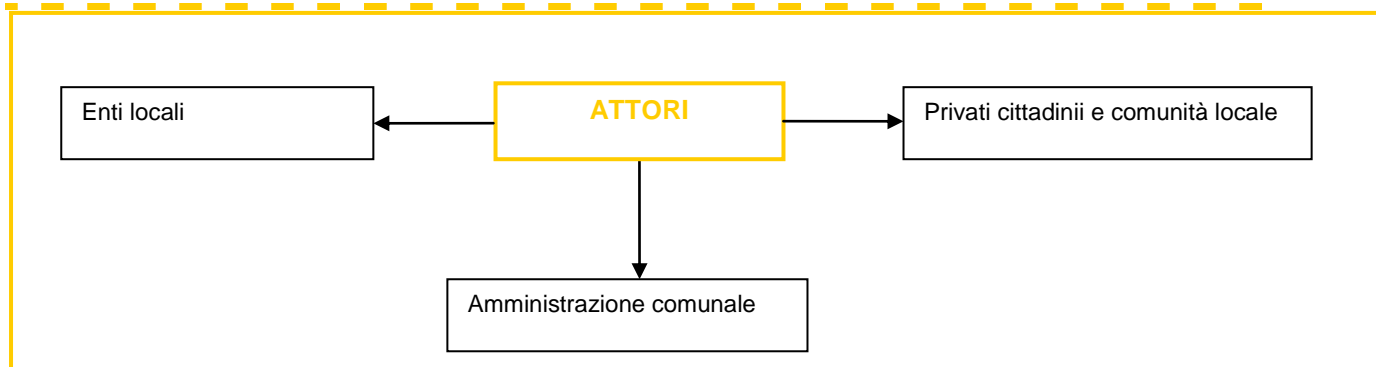 Enti locali
ATTORI
Privati cittadinii e comunità locale
Amministrazione comunale